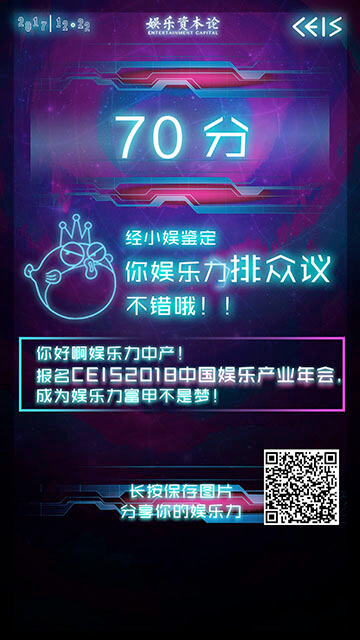 2017|12.22
娱乐資本论
ENTERTAINMENT CAPITAL
CEIS
70 分
经小娱鉴定
你娱乐力排众议
不错哦！！
你好啊娱乐力中产！
报名CEIS2018中国娱乐产业年会，
成为娱乐力富甲不是梦！
长按保存图片
分享你的娱乐力